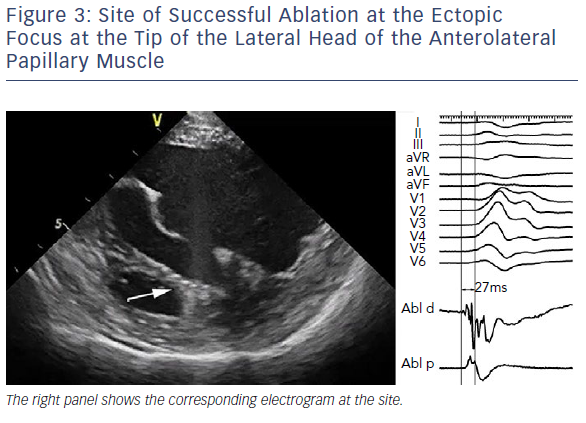 Figure 3: Site of Successful Ablation at the Ectopic
Focus at the Tip of the Lateral Head of the Anterolateral
Papillary Muscle
V
5
I
II
III
aVR
aVL
aVF
V1
V2
V3
V4
V5
V6
-27ms
Abl d
Abl p
The right panel shows the corresponding electrogram at the site.